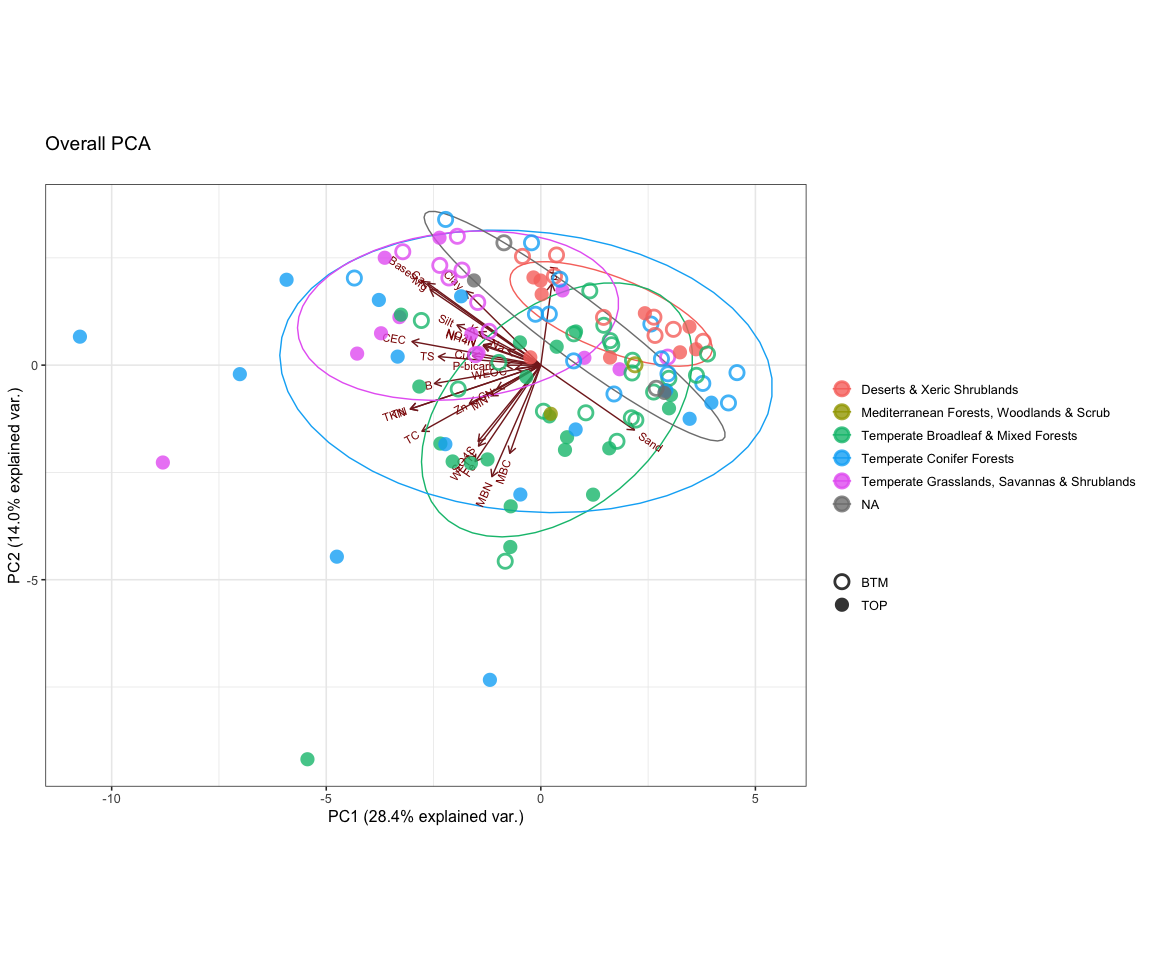 Overall PCA
Clay
Silt
CEC
TS
P-bicarb
WEOC
B
Zn
MN
TC
Sand
MBC
MBN
0
-5
-10
-5
0
5
PC1 (28.4% explained var.)
PC2 (14.0% explained var.)
Deserts & Xeric Shrublands
Mediterranean Forests, Woodlands & Scrub
Temperate Broadleaf & Mixed Forests
Temperate Conifer Forests
Temperate Grasslands, Savannas & Shrublands
NA
BTM
TOP